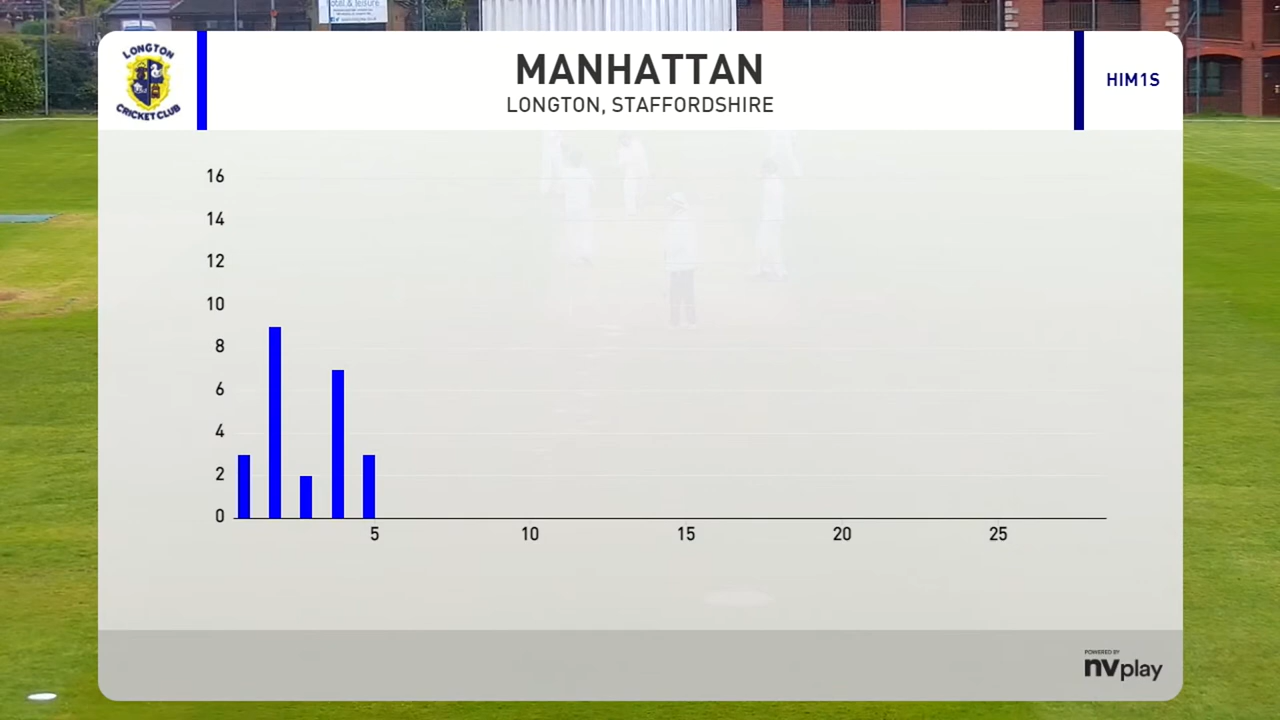 LONGTON
CRICKET CLUB
MANHATTAN
LONGTON, STAFFORDSHIRE
HIM1S
16
14
12
10
8
6
4
2
0
5
10
15
20
25
POWERED BY
nvplay